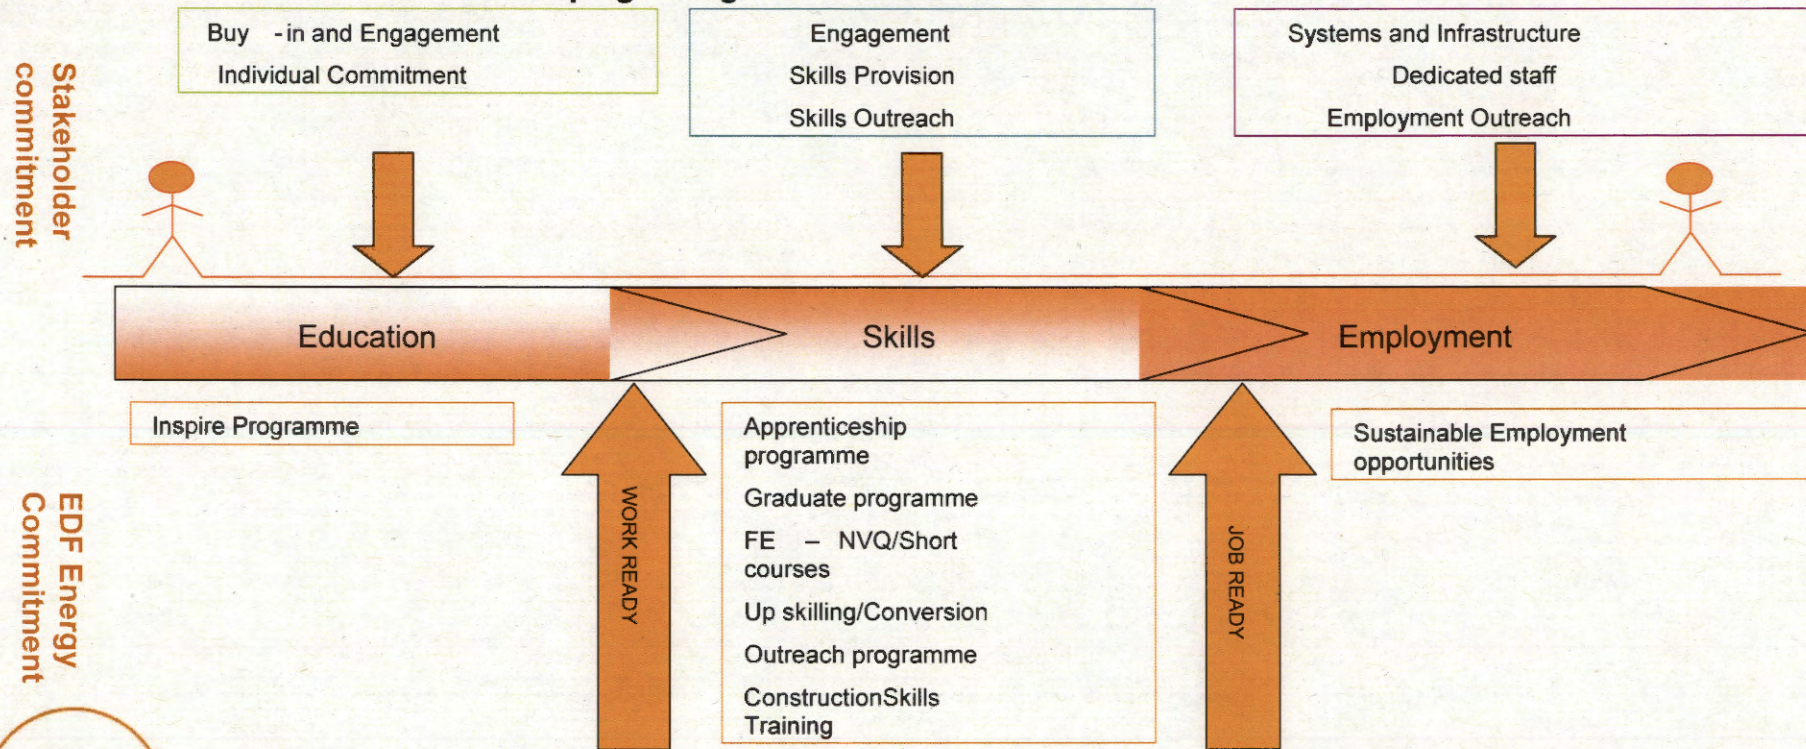 Stakeholder
commitment
Buy -in and Engagement
Individual Commitment
Engagement
Skills Provision
Skills Outreach
Systems and Infrastructure
Dedicated staff
Employment Outreach
Education
Skills
Employment
EDF Energy
Commitment
Inspire Programme
WORK READY
Apprenticeship
programme
Graduate programme
FE – NVQ/Short
courses
Up skilling/Conversion
Outreach programme
ConstructionSkills
Training
JOB READY
Sustainable Employment
opportunities